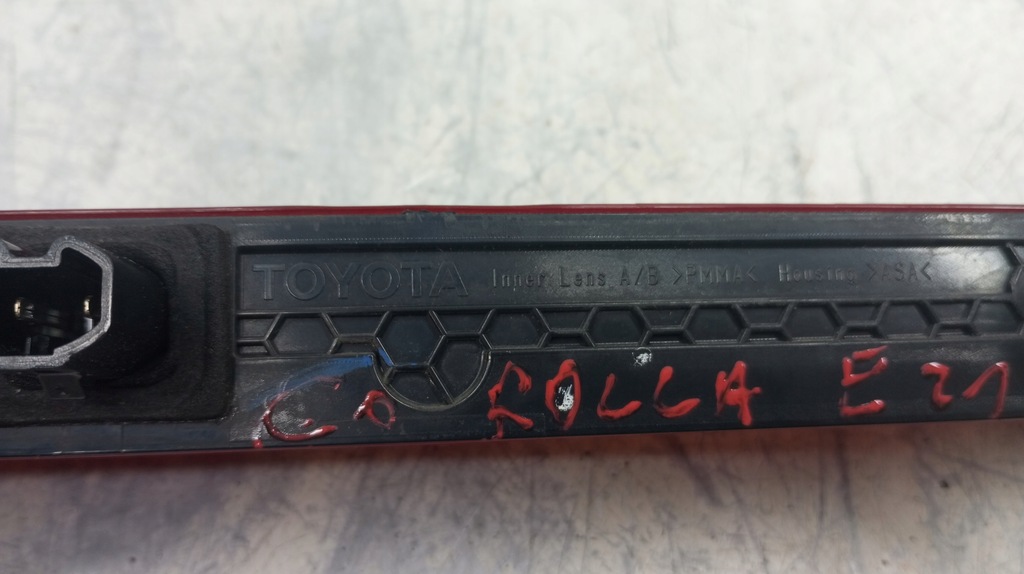 TOYOTA Inner Lens A/B >PMMA< Housing >ASA<
COROLLA E21